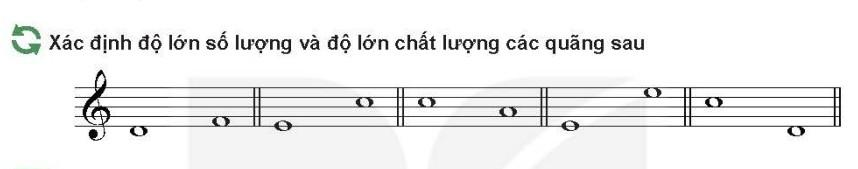 Xác định độ lớn số lượng và độ lớn chất lượng các quãng sau